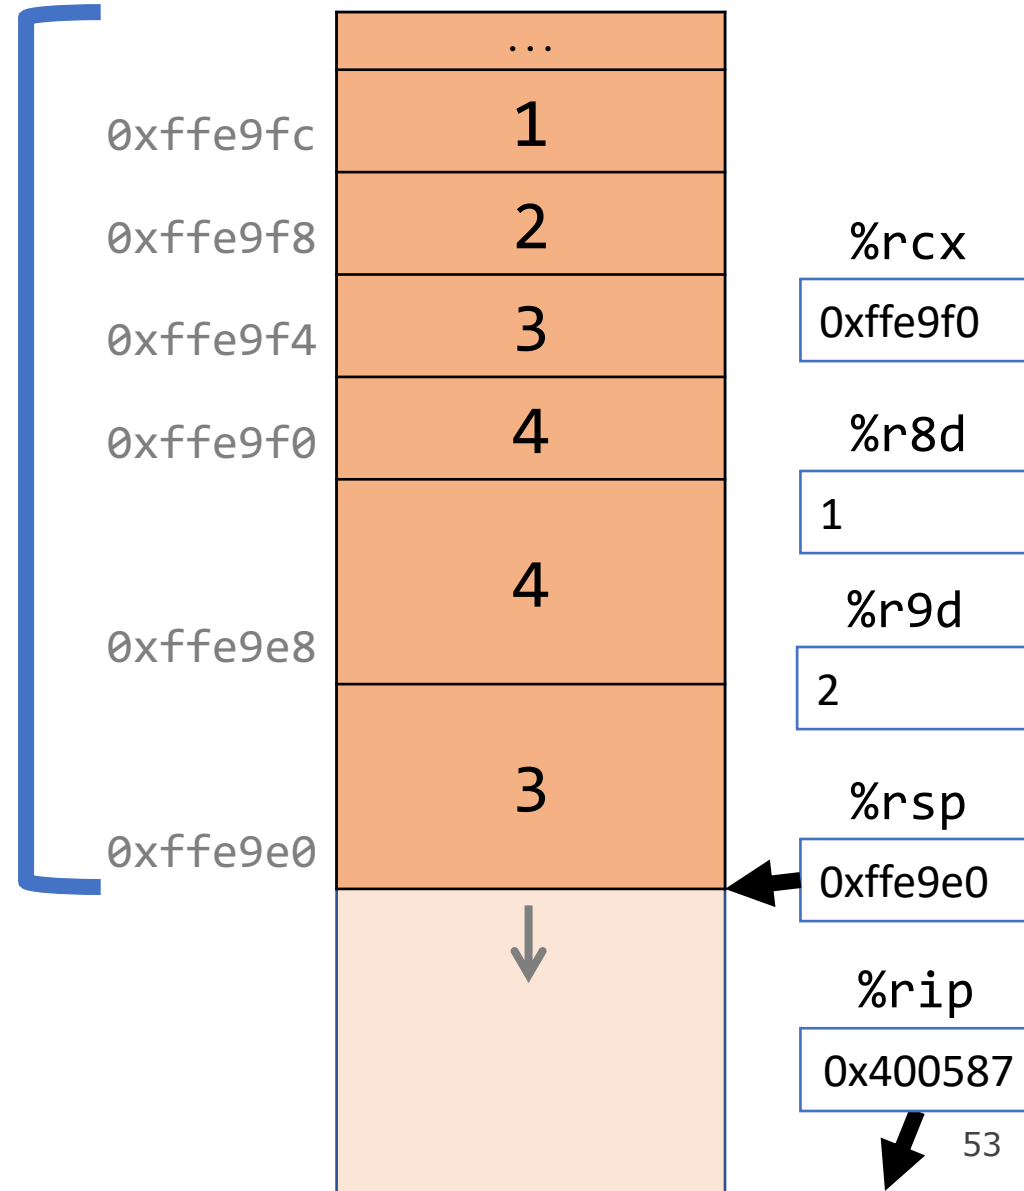 ...
0xffe9fc 1
0xffe9f8 2
0xffe9f4 3
0xffe9f0 4
0xffe9e8 4
0xffe9e0 3
%rcx
0xffe9f0
%r8d
1
%r9d
2
%rsp
0xffe9e0
%rip
0x400587
53